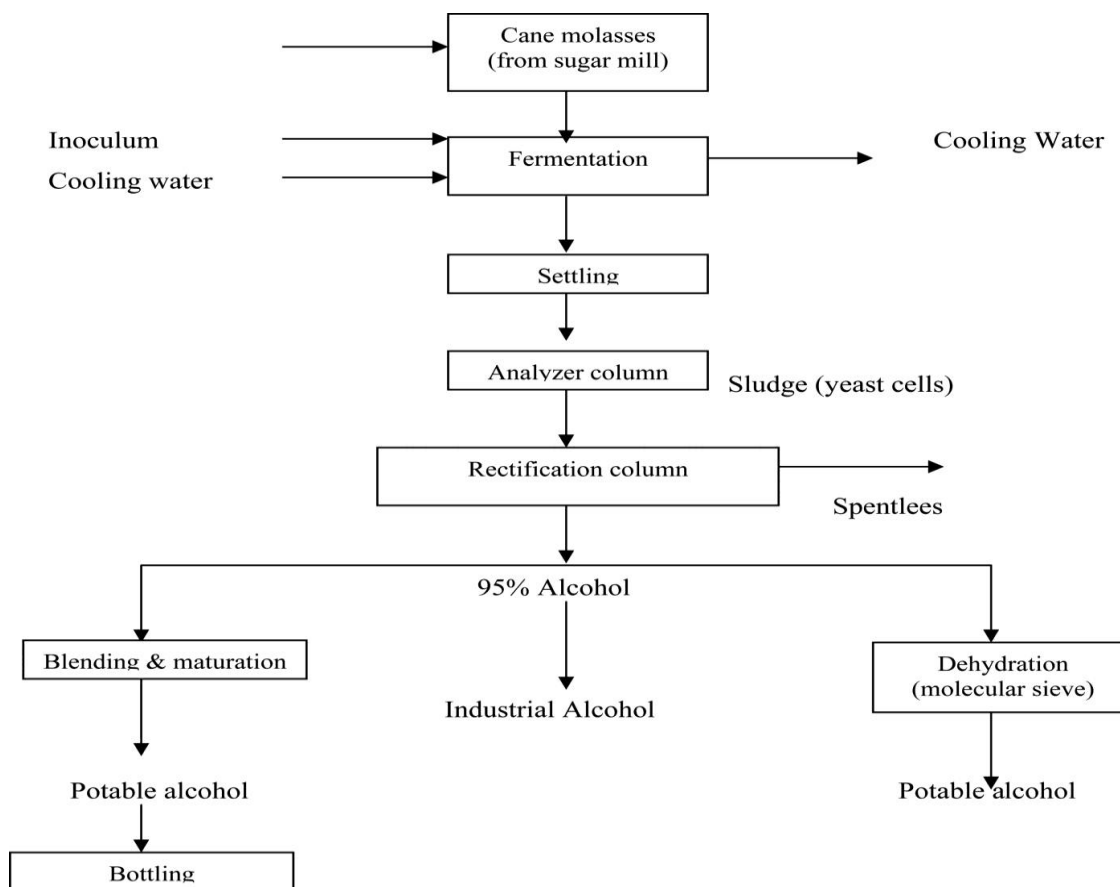 Cane molasses
(from sugar mill)
Inoculum
Cooling Water
Fermentation
Cooling water
Settling
Analyzer column
Sludge (yeast cells)
Rectification column
Spentlees
95% Alcohol
Blending & maturation
Dehydration
(molecular sieve)
Industrial Alcohol
Potable alcohol
Potable alcohol
Bottling